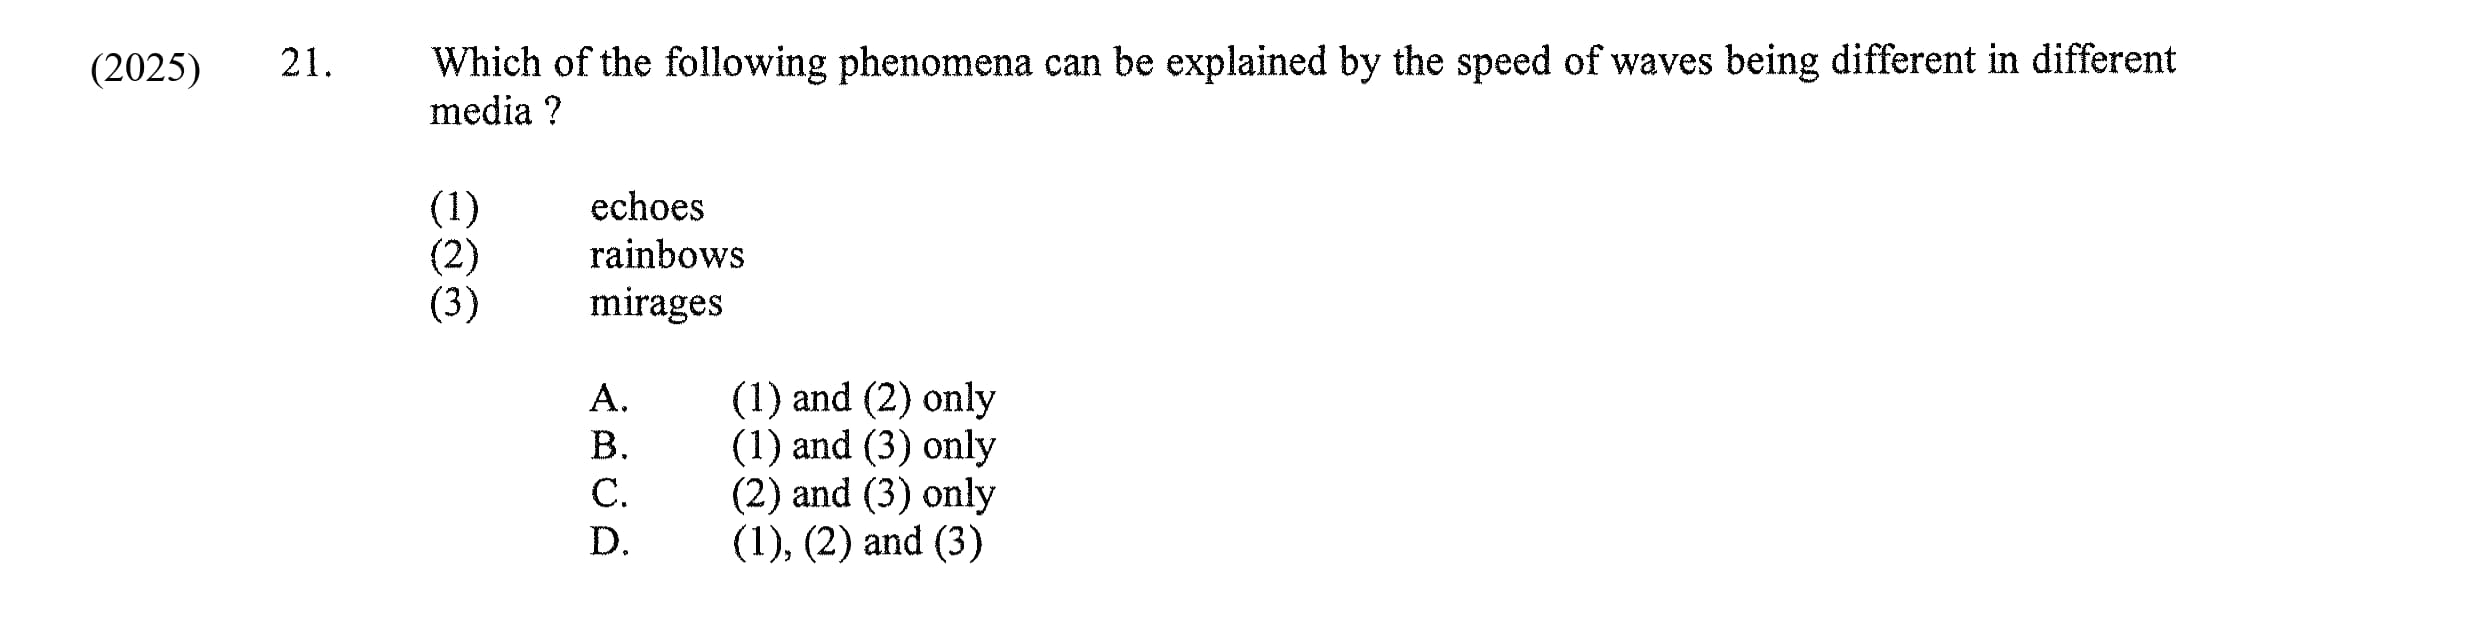 (2025) 21. Which of the following phenomena can be explained by the speed of waves being different in different
media ?
(1) echoes
(2) rainbows
(3) mirages
A. (1) and (2) only
B. (1) and (3) only
C. (2) and (3) only
D. (1), (2) and (3)